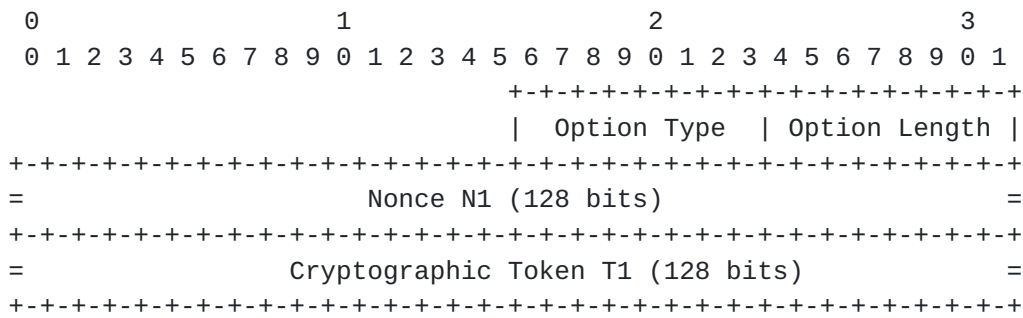 0                   1                   2                   3
 0 1 2 3 4 5 6 7 8 9 0 1 2 3 4 5 6 7 8 9 0 1 2 3 4 5 6 7 8 9 0 1
                                +-+-+-+-+-+-+-+-+-+-+-+-+-+-+-+-+
                                |  Option Type  | Option Length |
+-+-+-+-+-+-+-+-+-+-+-+-+-+-+-+-+-+-+-+-+-+-+-+-+-+-+-+-+-+-+-+-+
=                      Nonce N1 (128 bits)                      =
+-+-+-+-+-+-+-+-+-+-+-+-+-+-+-+-+-+-+-+-+-+-+-+-+-+-+-+-+-+-+-+-+
=                 Cryptographic Token T1 (128 bits)             =
+-+-+-+-+-+-+-+-+-+-+-+-+-+-+-+-+-+-+-+-+-+-+-+-+-+-+-+-+-+-+-+-+